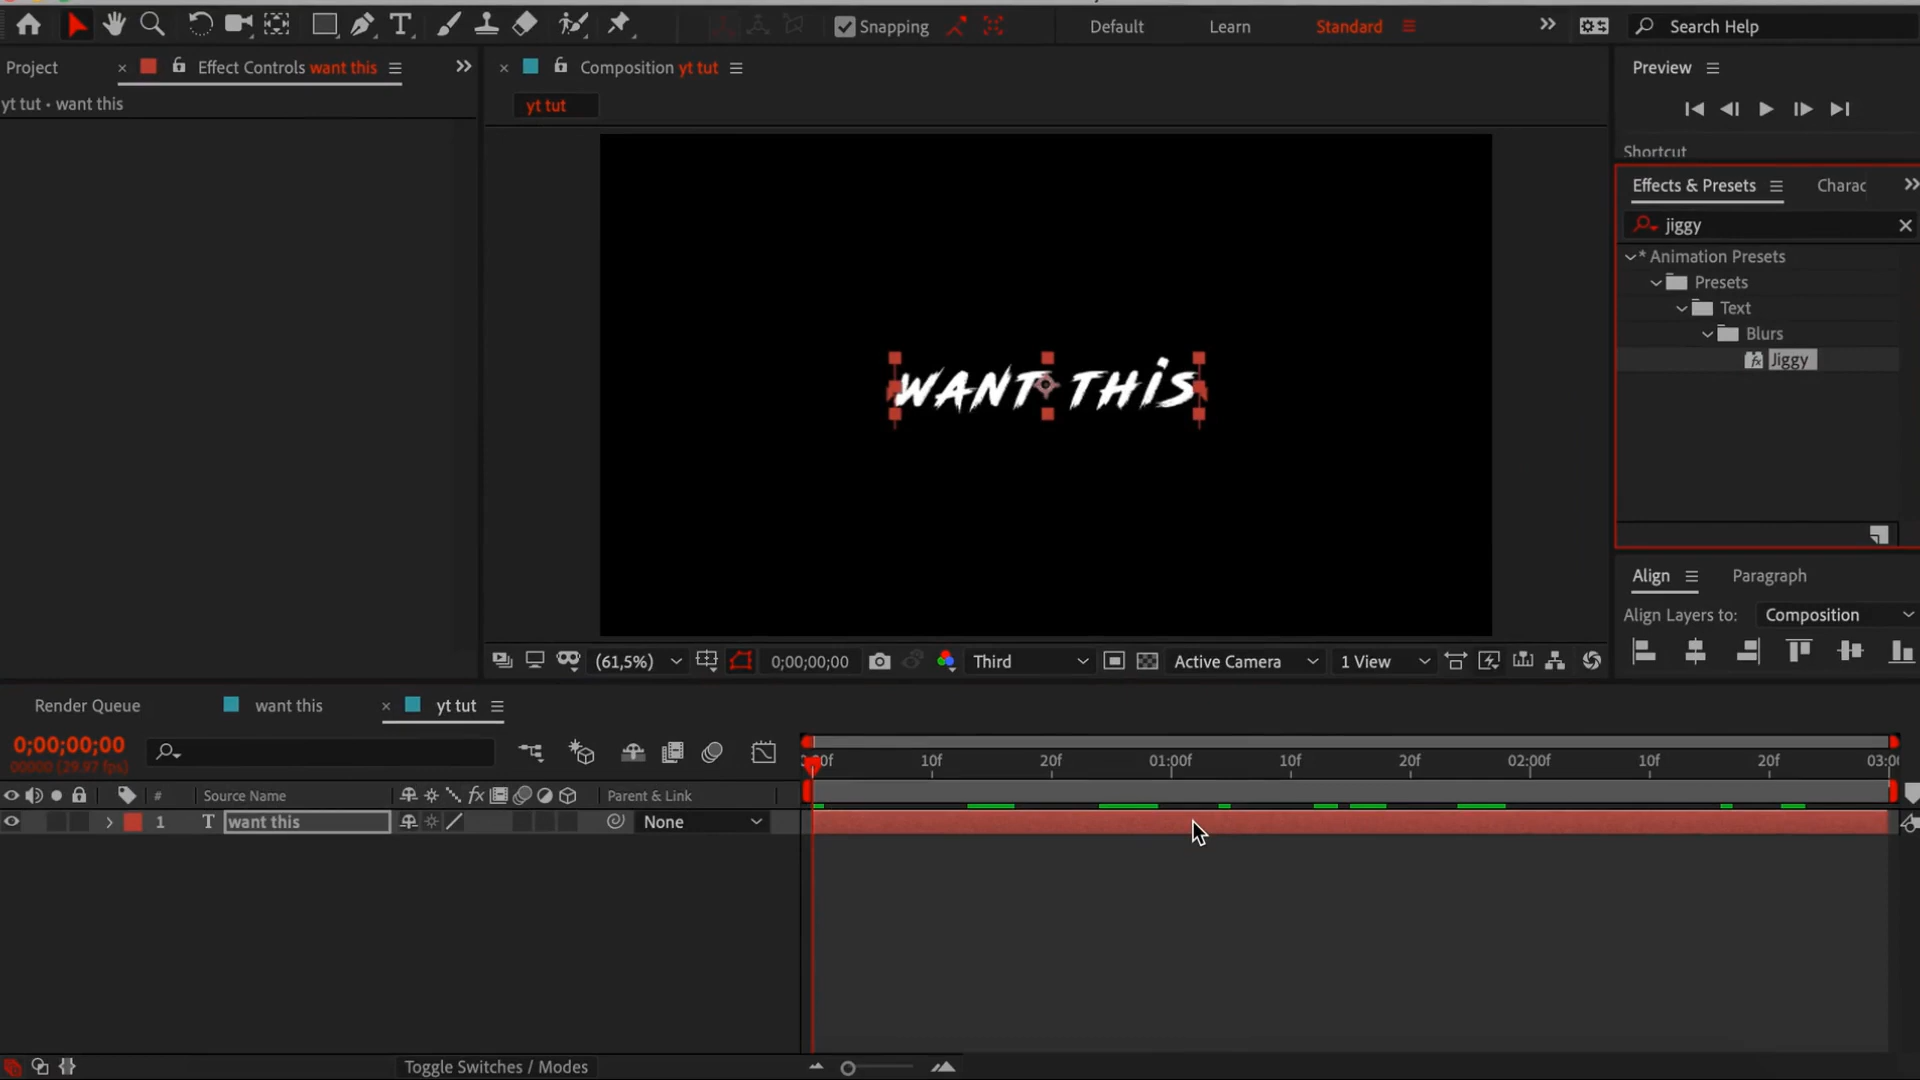 Snapping
Default
Learn
Standard
Search Help
Project
Effect Controls want this
Composition yt tut
Preview
yt tut • want this
yt tut
Shortcut
Effects & Presets
Charac
jiggy
* Animation Presets
Presets
Text
Blurs
Jiggy
WANT THIS
Align
Paragraph
Align Layers to:
Composition
(61,5%)
0;00;00;00
Third
Active Camera
1 View
Render Queue
want this
yt tut
0;00;00;00
00000 (29.97 fps)
10f
20f
01:00f
10f
20f
02:00f
10f
20f
03:00
#
Source Name
fx
Parent & Link
1
T
want this
None
Toggle Switches / Modes